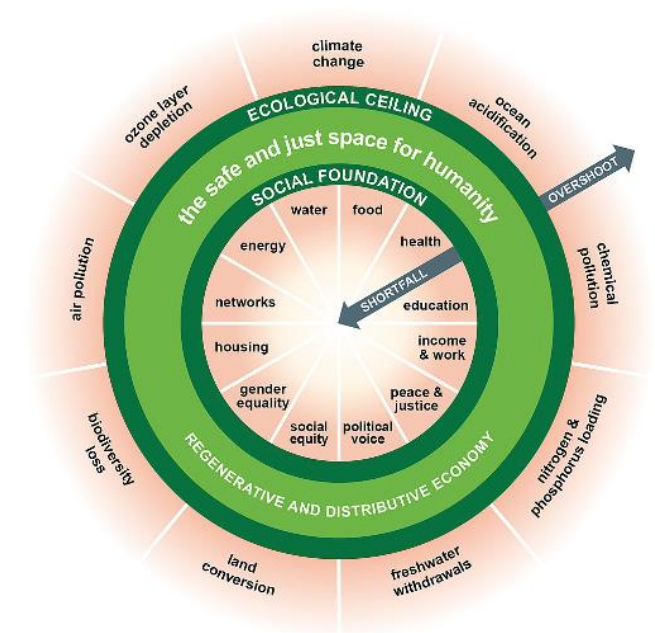 climate
change
ocean
acidification
chemical
pollution
nitrogen &
phosphorus loading
freshwater
withdrawals
land
conversion
biodiversity
loss
air pollution
ozone layer
depletion
OVERSHOOT
ECOLOGICAL CEILING
the safe and just space for humanity
SOCIAL FOUNDATION
water
food
health
SHORTFALL
education
income
& work
peace &
justice
political
voice
social
equity
gender
equality
housing
networks
energy
REGENERATIVE AND DISTRIBUTIVE ECONOMY